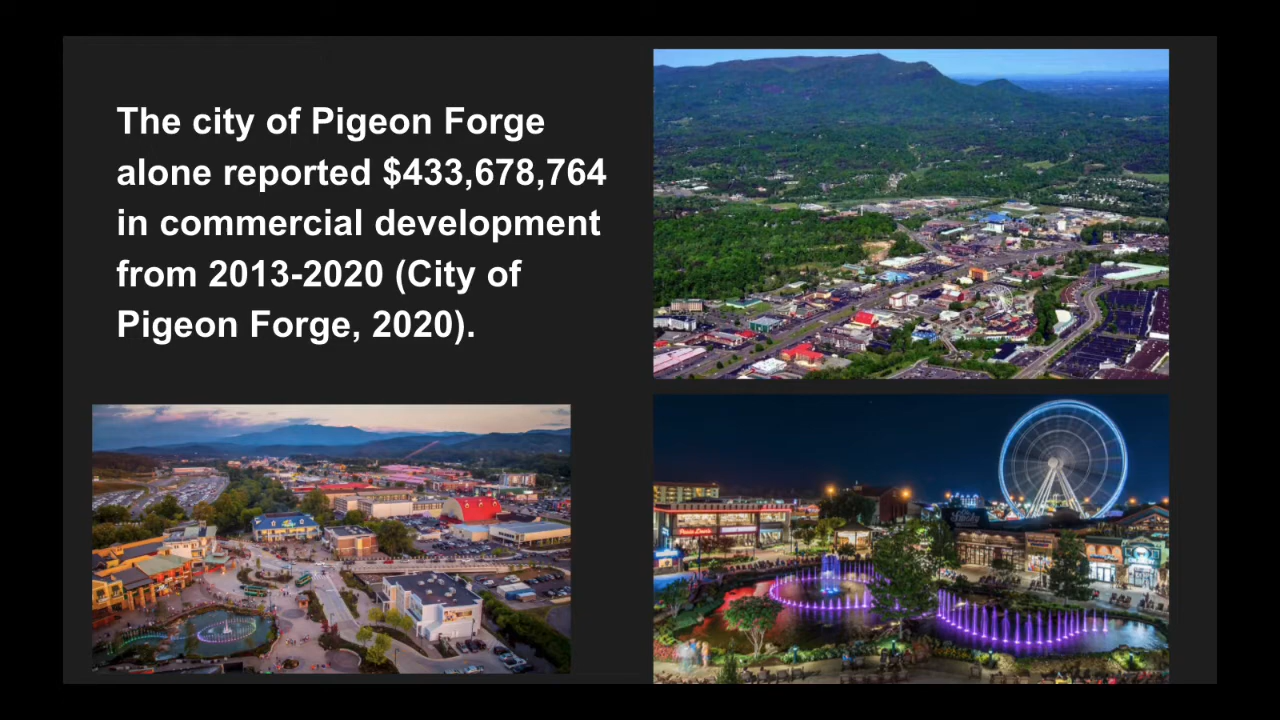 The city of Pigeon Forge
alone reported $433,678,764
in commercial development
from 2013-2020 (City of
Pigeon Forge, 2020).